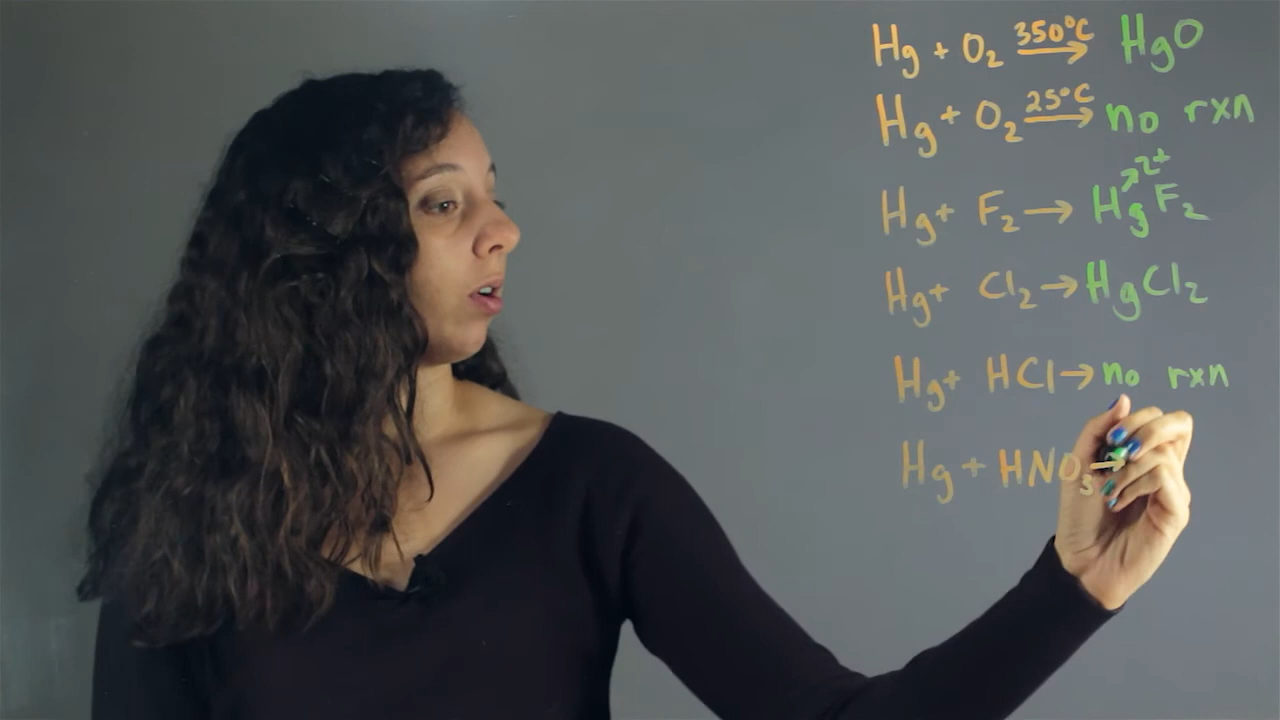 Hg + O₂ 350°C → HgO
Hg + O₂ 25°C → no rxn
Hg + F₂ → Hg F₂ ↗2+
Hg + Cl₂ → HgCl₂
Hg + HCl → no rxn
Hg + HNO₃ →